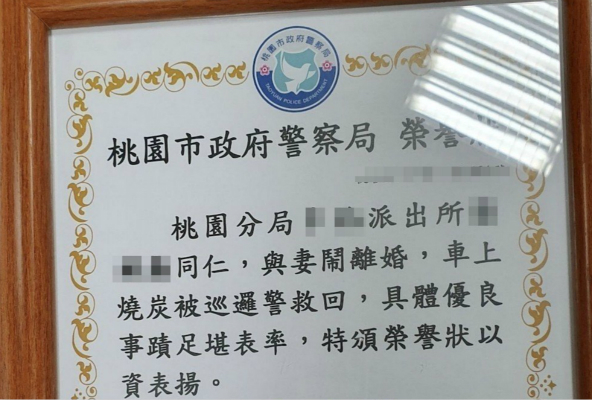 桃園市政府警察局
TAOYUAN POLICE DEPARTMENT
桃園市政府警察局 榮譽
桃園分局 派出所
同仁，與妻鬧離婚，車上
燒炭被巡邏警救回，具體優良
事蹟足堪表率，特頒榮譽狀以
資表揚。